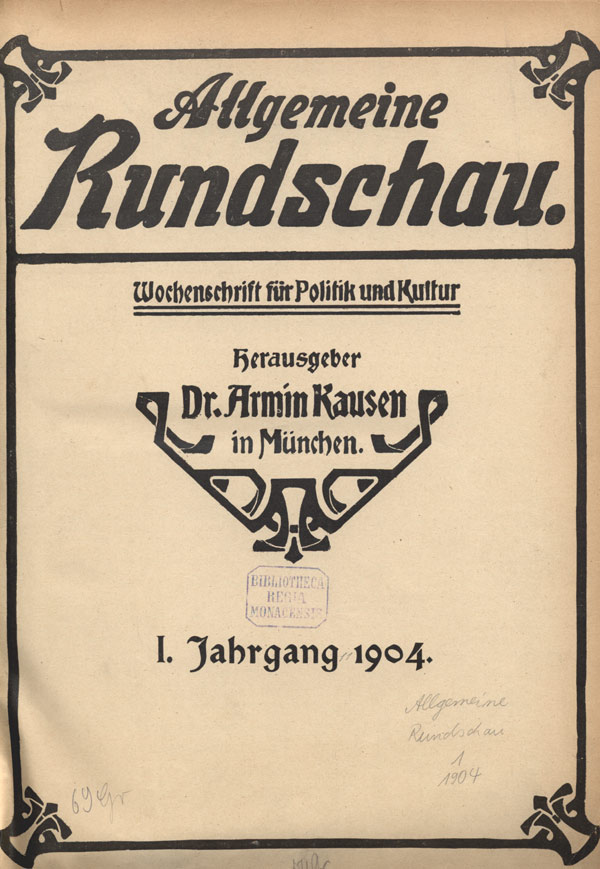 Allgemeine
Rundschau.
Wochenschrift für Politik und Kultur
Herausgeber
Dr. Armin Kausen
in München.
BIBLIOTHECA
REGIA
MONACENSIS
I. Jahrgang 1904.
Allgemeine
Rundschau
1
1904